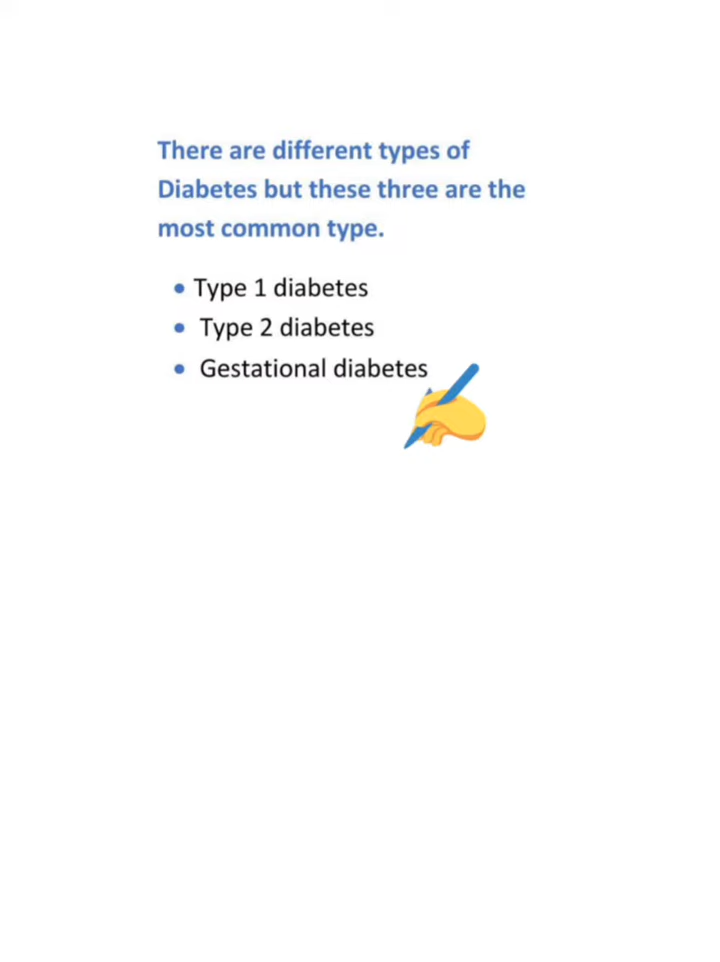 There are different types of
Diabetes but these three are the
most common type.
• Type 1 diabetes
• Type 2 diabetes
• Gestational diabetes